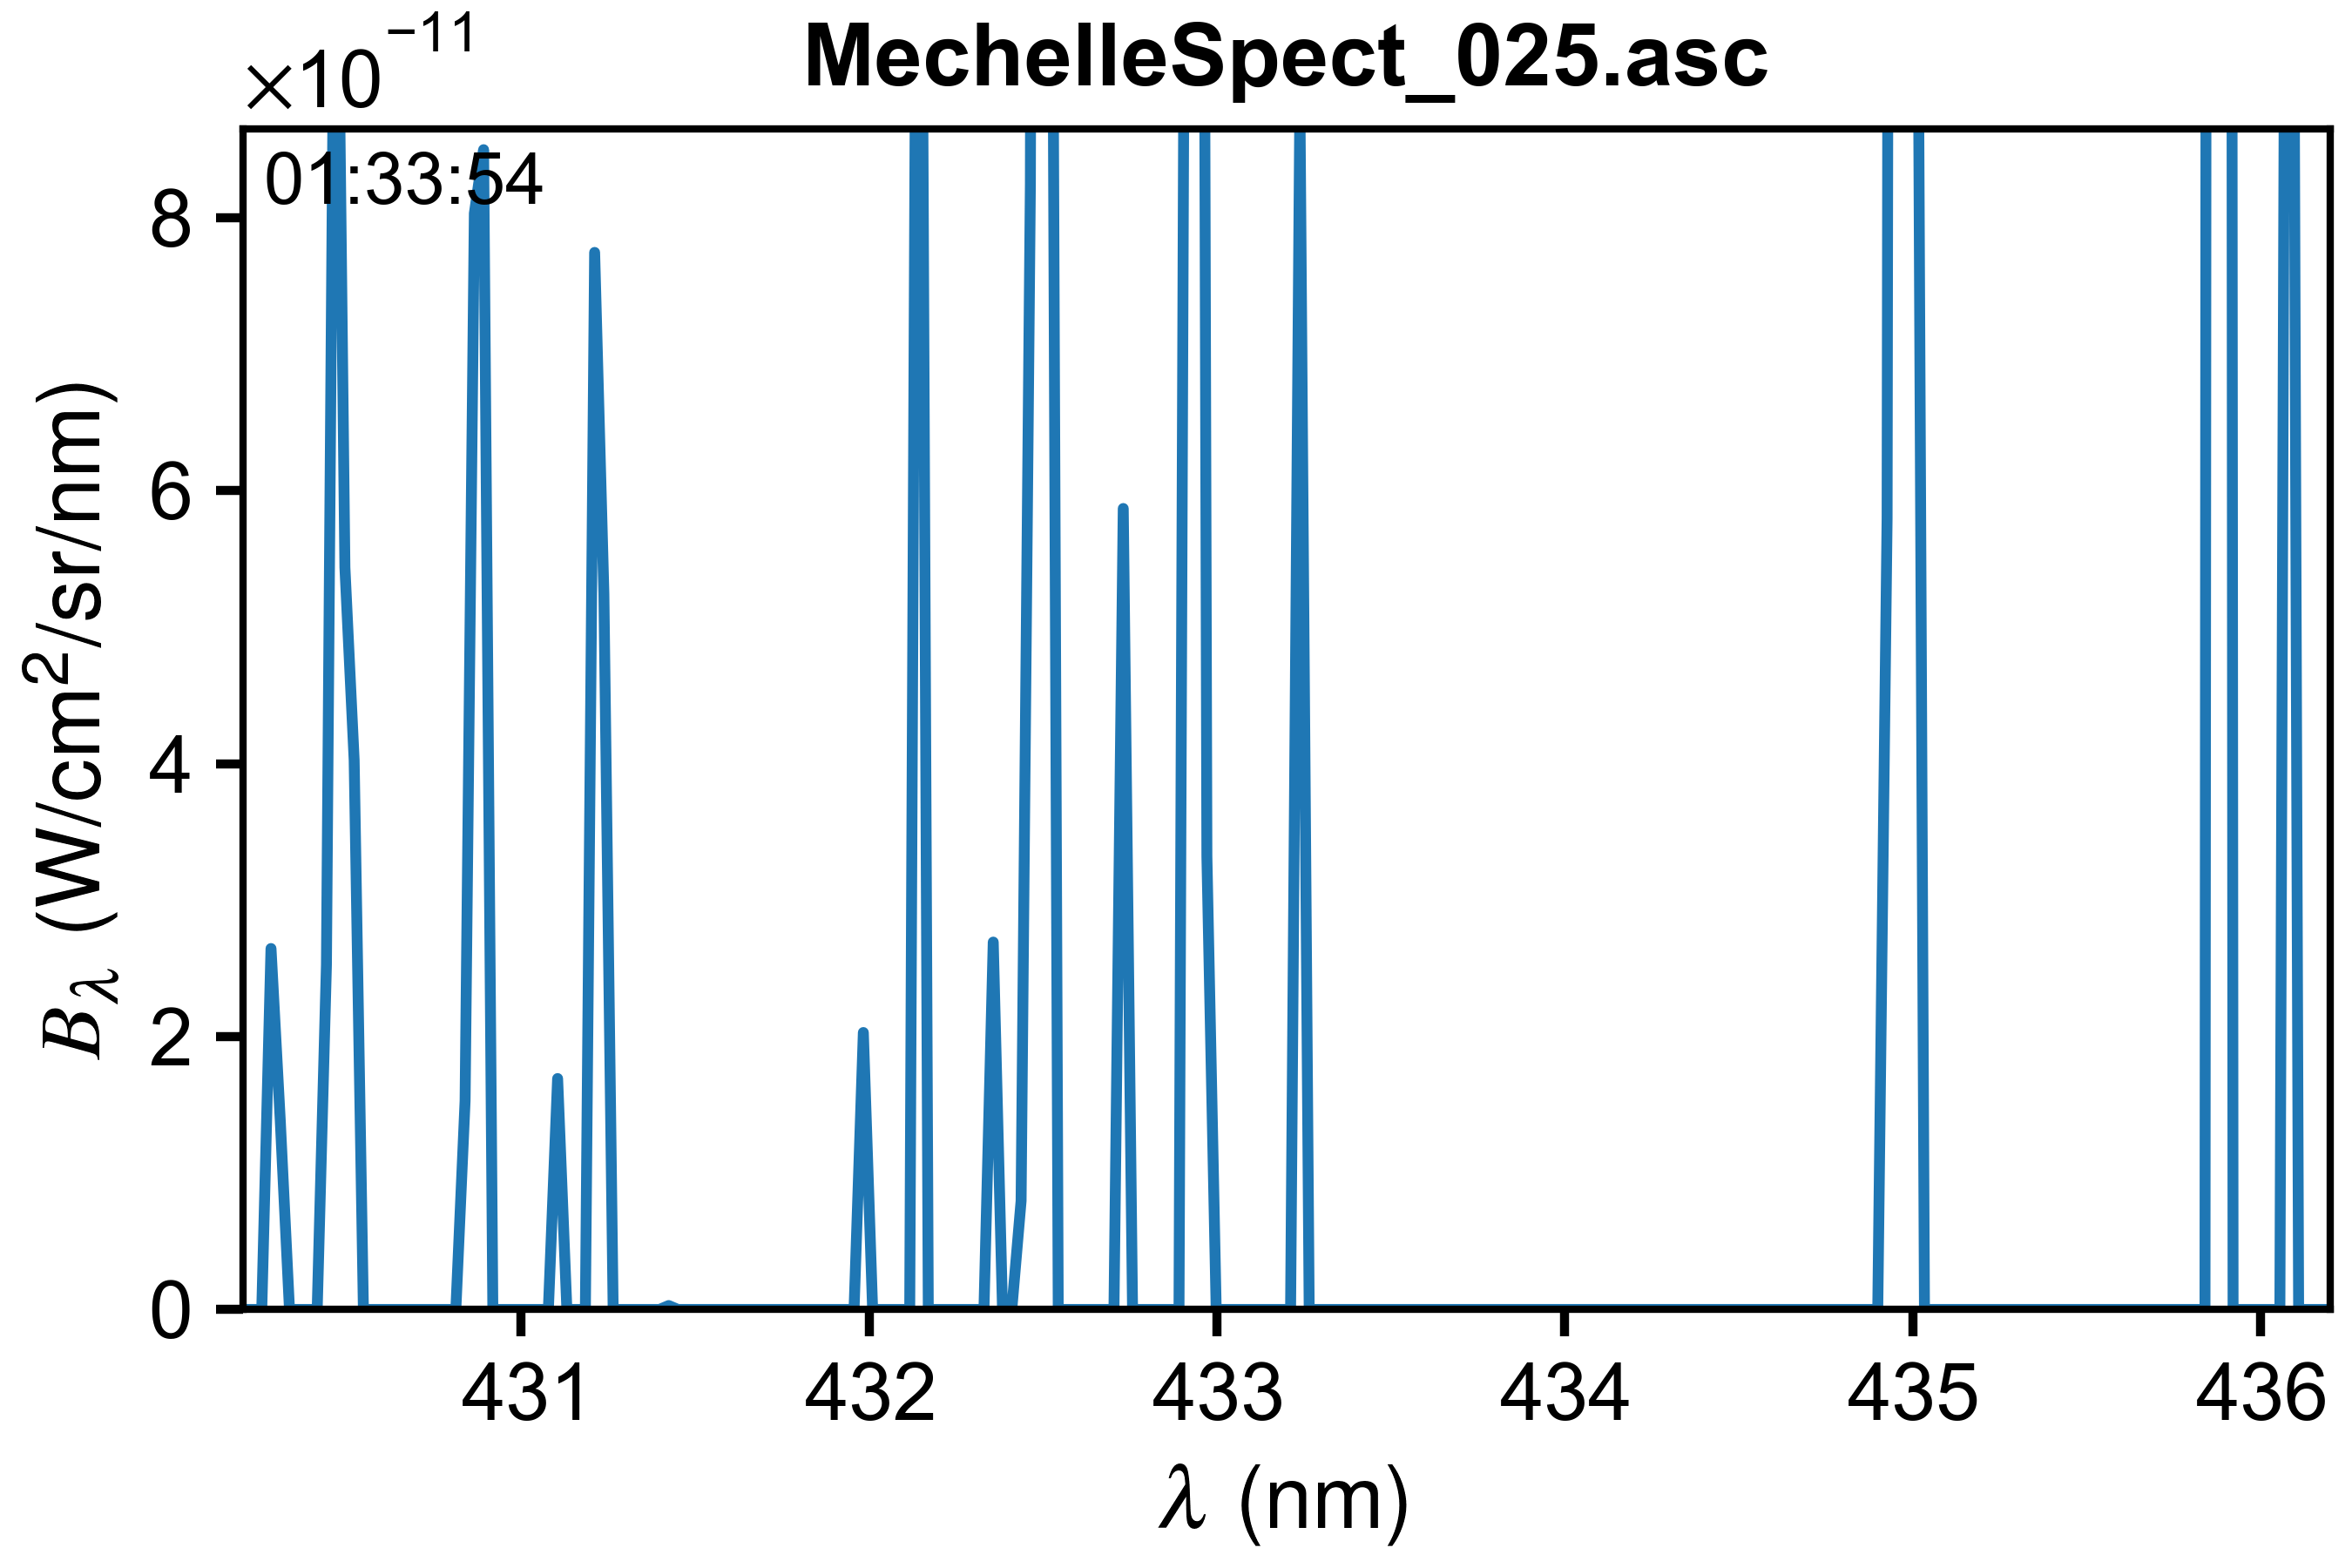 ×10⁻¹¹
MechelleSpect_025.asc
01:33:54
8
6
4
2
0
B_λ (W/cm²/sr/nm)
431 432 433 434 435 436
λ (nm)